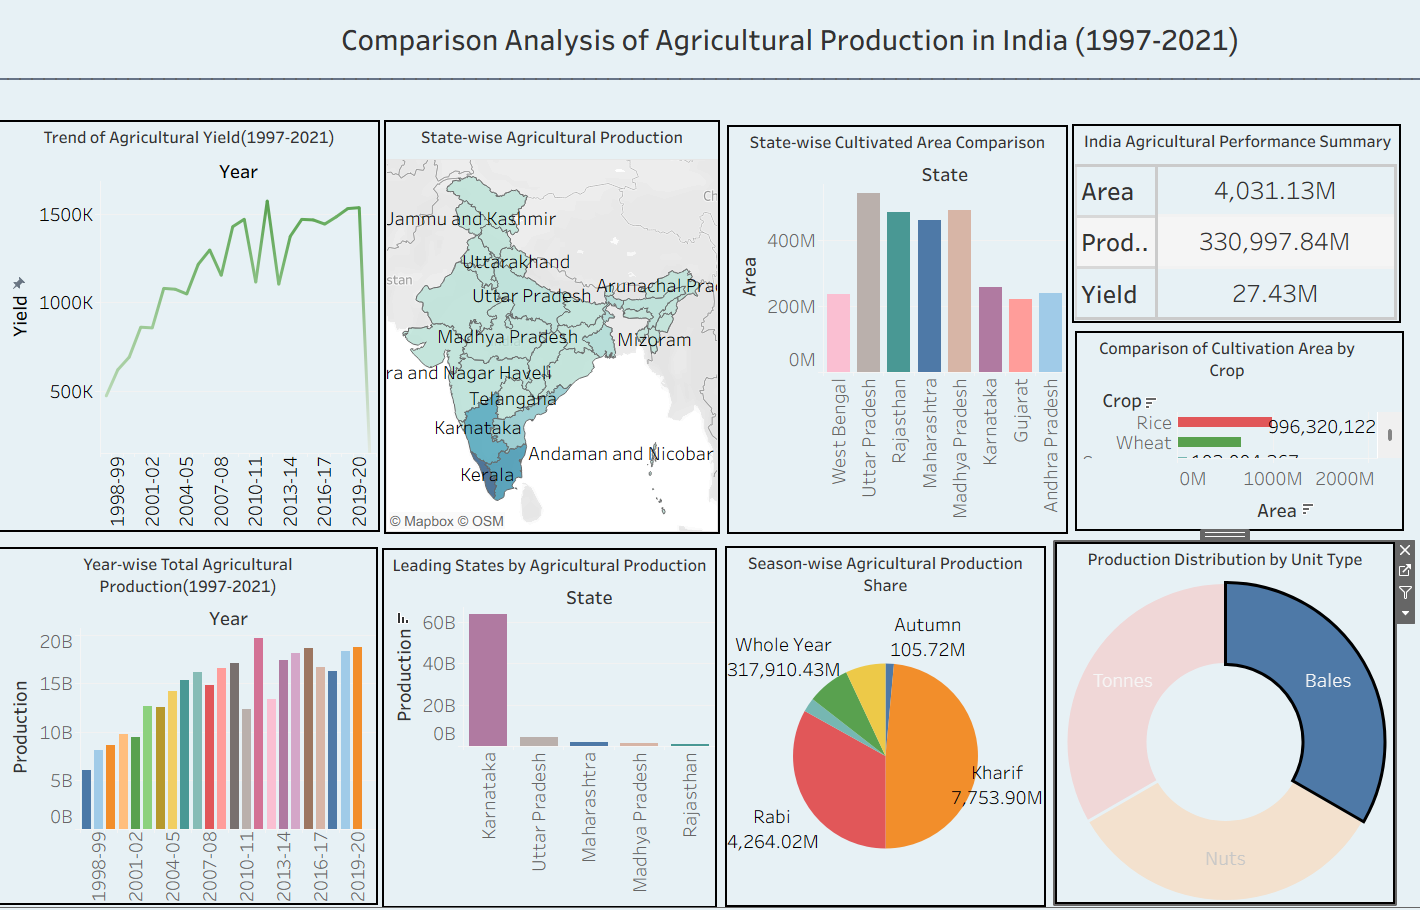 Comparison Analysis of Agricultural Production in India (1997-2021)
Trend of Agricultural Yield(1997-2021)
Year
Yield
1500K
1000K
500K
1998-99
2001-02
2004-05
2007-08
2010-11
2013-14
2016-17
2019-20
State-wise Agricultural Production
Ch
Jammu and Kashmir
Uttarakhand
stan
Arunachal Pra
Uttar Pradesh
Madhya Pradesh
Mizoram
ra and Nagar Haveli
Telangana
Karnataka
Andaman and Nicobar
Kerala
© Mapbox © OSM
State-wise Cultivated Area Comparison
State
Area
400M
200M
0M
West Bengal
Uttar Pradesh
Rajasthan
Maharashtra
Madhya Pradesh
Karnataka
Gujarat
Andhra Pradesh
India Agricultural Performance Summary
Area 4,031.13M
Prod.. 330,997.84M
Yield 27.43M
Comparison of Cultivation Area by
Crop
Crop
Rice 996,320,122
Wheat
0M 1000M 2000M
Area
Year-wise Total Agricultural
Production(1997-2021)
Year
Production
20B
15B
10B
5B
0B
1998-99
2001-02
2004-05
2007-08
2010-11
2013-14
2016-17
2019-20
Leading States by Agricultural Production
State
Production
60B
40B
20B
0B
Karnataka
Uttar Pradesh
Maharashtra
Madhya Pradesh
Rajasthan
Season-wise Agricultural Production
Share
Autumn
105.72M
Whole Year
317,910.43M
Kharif
7,753.90M
Rabi
4,264.02M
Production Distribution by Unit Type
Tonnes
Bales
Nuts